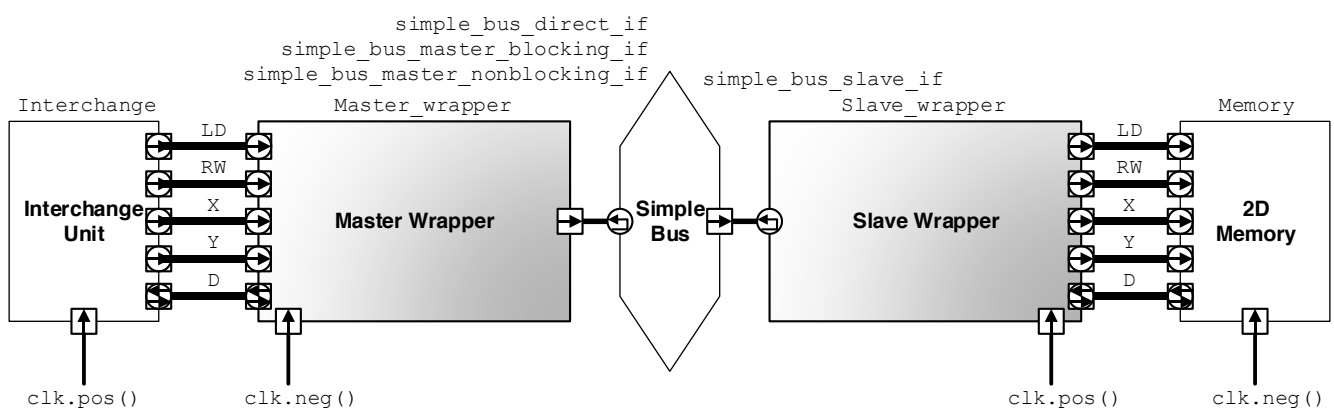 simple_bus_direct_if
simple_bus_master_blocking_if
simple_bus_master_nonblocking_if
simple_bus_slave_if
Interchange
Master_wrapper
Slave_wrapper
Memory
LD
RW
X
Y
D
Interchange
Unit
Master Wrapper
Simple
Bus
Slave Wrapper
LD
RW
X
Y
D
2D
Memory
clk.pos()
clk.neg()
clk.pos()
clk.neg()